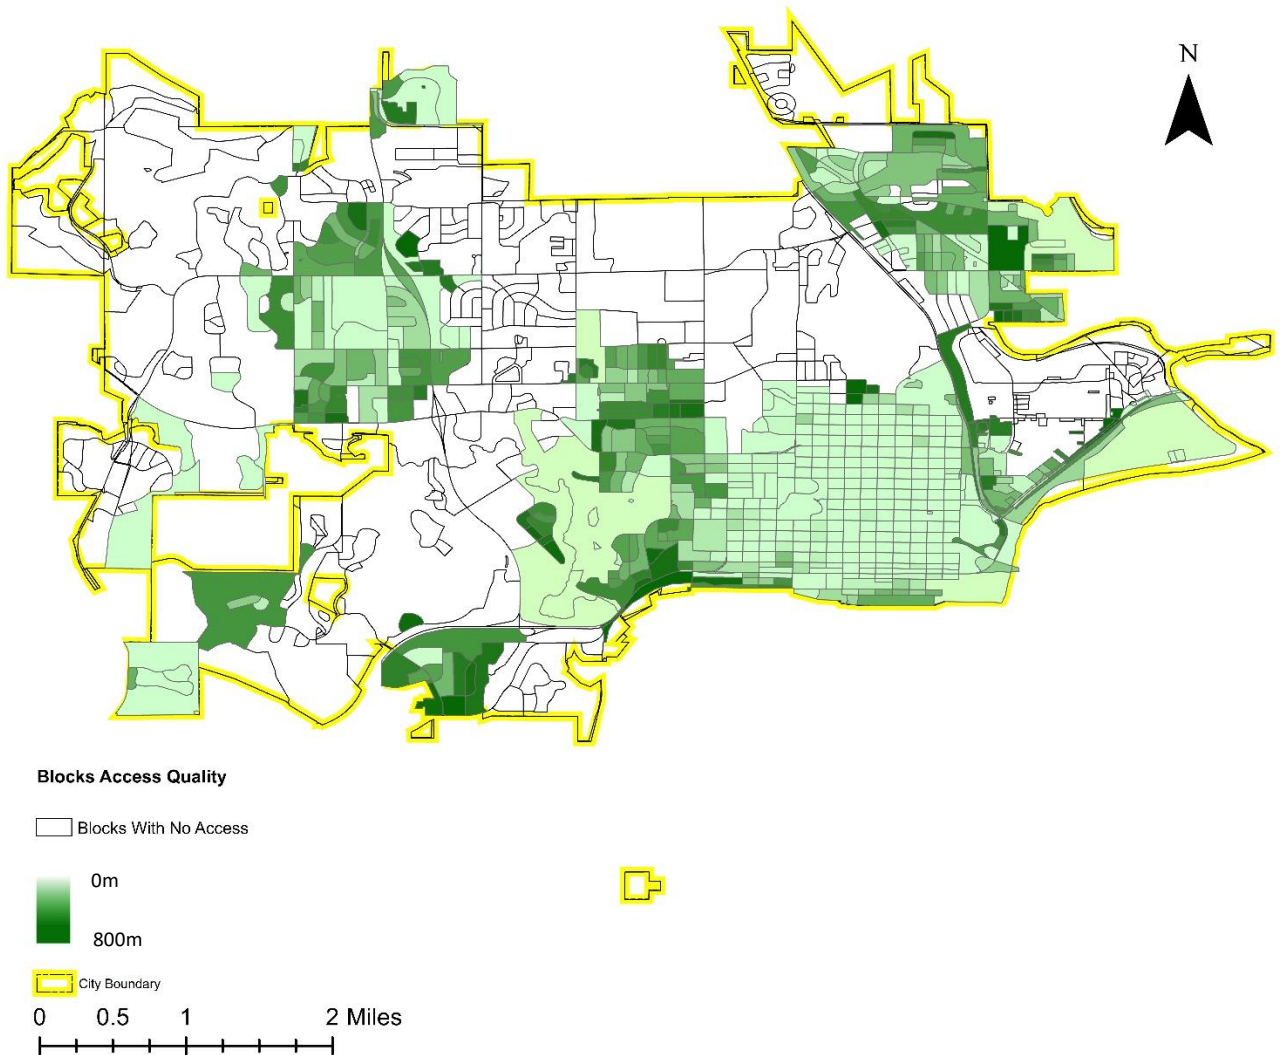 N
Blocks Access Quality
Blocks With No Access
0m
800m
City Boundary
0 0.5 1 2 Miles